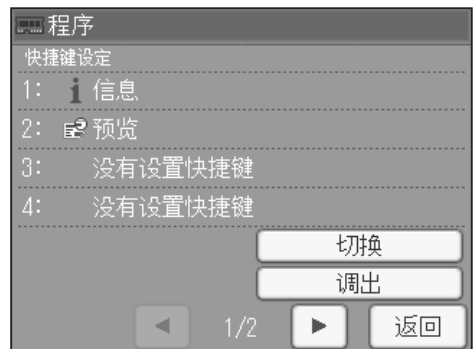 程序
快捷键设定
1: i 信息
2: 预览
3: 没有设置快捷键
4: 没有设置快捷键
切换
调出
◀ 1/2 ▶ 返回